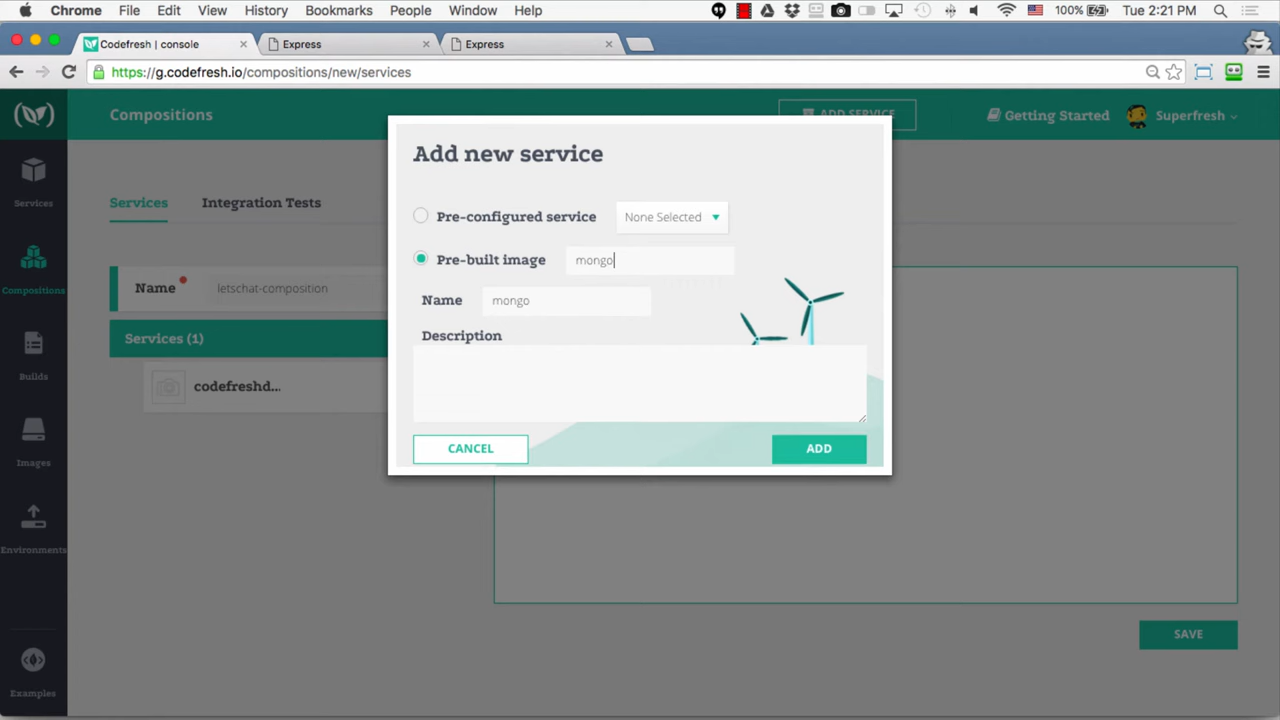 Chrome File Edit View History Bookmarks People Window Help 100% Tue 2:21 PM
Codefresh | console Express Express
https://g.codefresh.io/compositions/new/services
Compositions ADD SERVICE Getting Started Superfresh
Add new service
Services Integration Tests
Pre-configured service None Selected
Pre-built image mongo
Name letschat-composition
Name mongo
Services (1)
Description
codefreshd...
CANCEL ADD
SAVE
Services
Compositions
Builds
Images
Environments
Examples